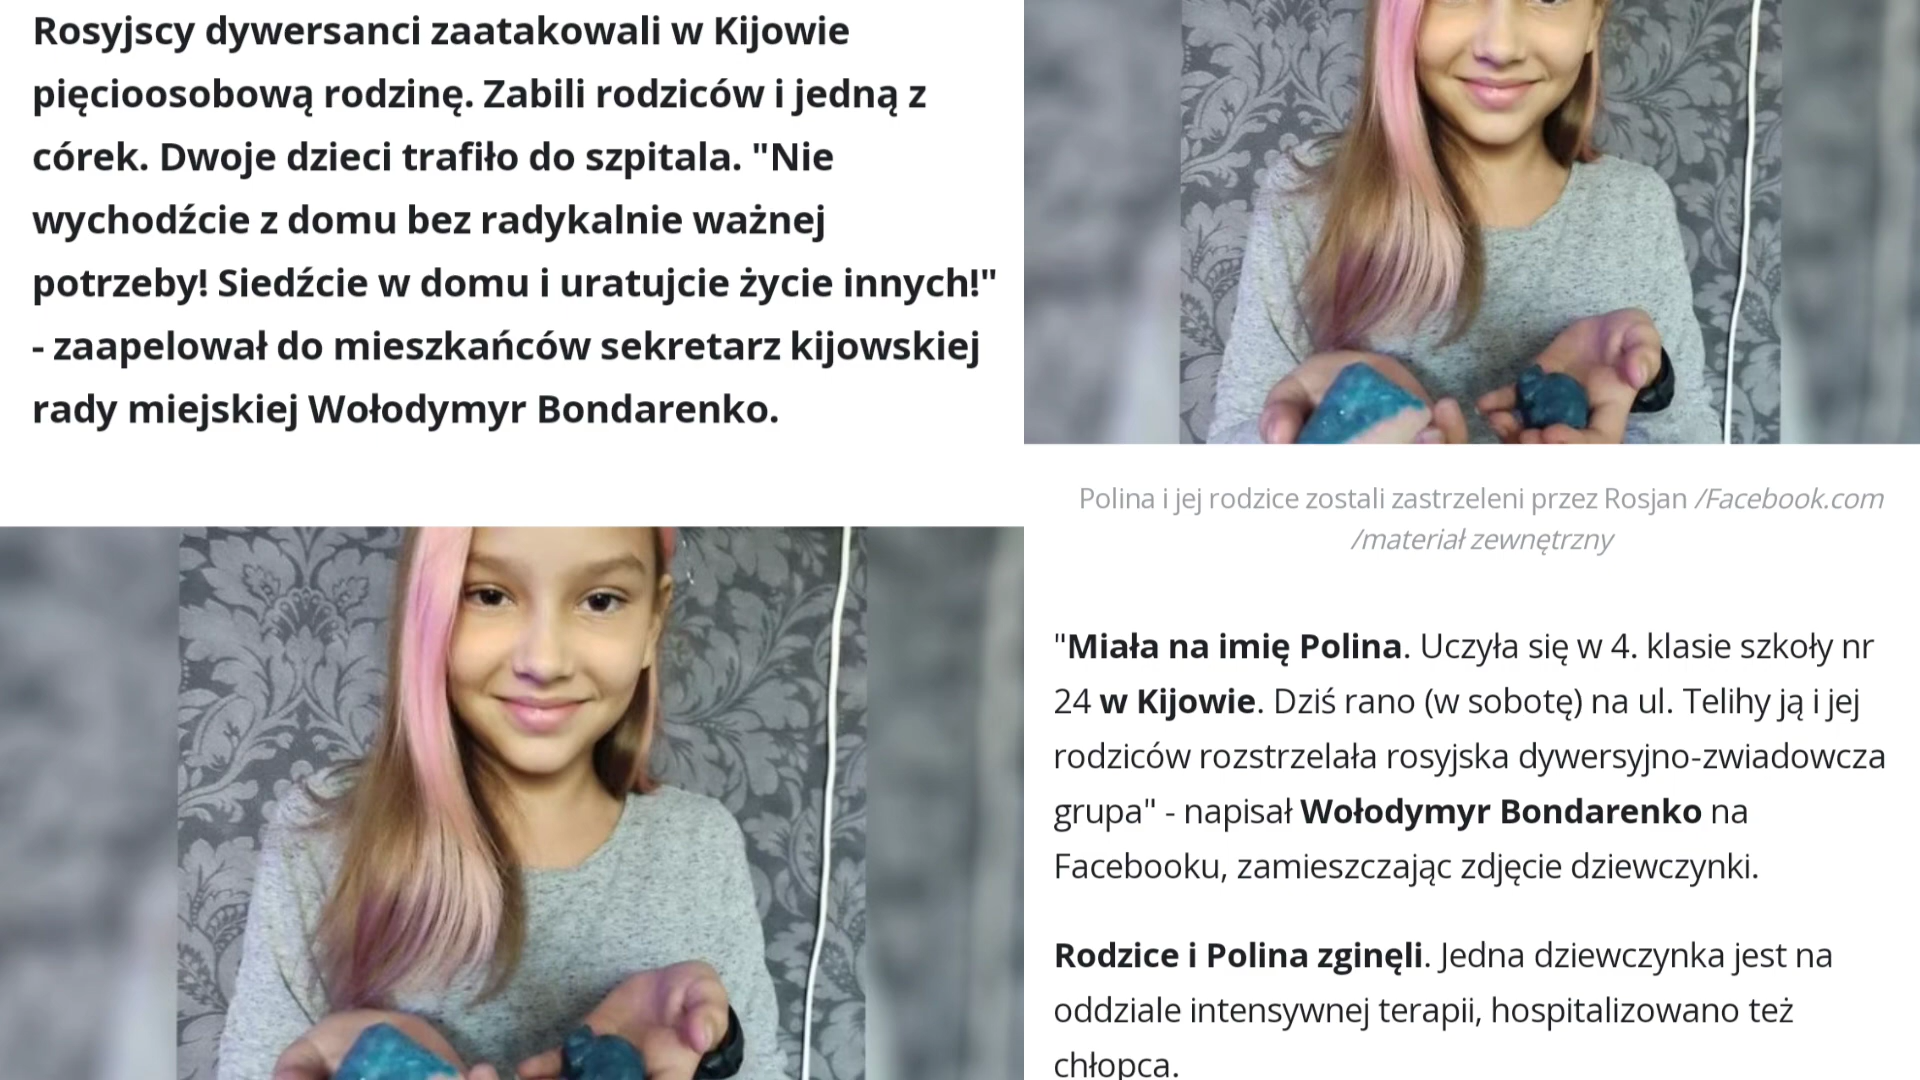 Rosyjscy dywersanci zaatakowali w Kijowie
pięcioosobową rodzinę. Zabili rodziców i jedną z
córek. Dwoje dzieci trafiło do szpitala. "Nie
wychodźcie z domu bez radykalnie ważnej
potrzeby! Siedźcie w domu i uratujcie życie innych!"
- zaapelował do mieszkańców sekretarz kijowskiej
rady miejskiej Wołodymyr Bondarenko.
Polina i jej rodzice zostali zastrzeleni przez Rosjan /Facebook.com
/materiał zewnętrzny
"Miała na imię Polina. Uczyła się w 4. klasie szkoły nr
24 w Kijowie. Dziś rano (w sobotę) na ul. Telihy ją i jej
rodziców rozstrzelała rosyjska dywersyjno-zwiadowcza
grupa" - napisał Wołodymyr Bondarenko na
Facebooku, zamieszczając zdjęcie dziewczynki.
Rodzice i Polina zginęli. Jedna dziewczynka jest na
oddziale intensywnej terapii, hospitalizowano też
chłopca.